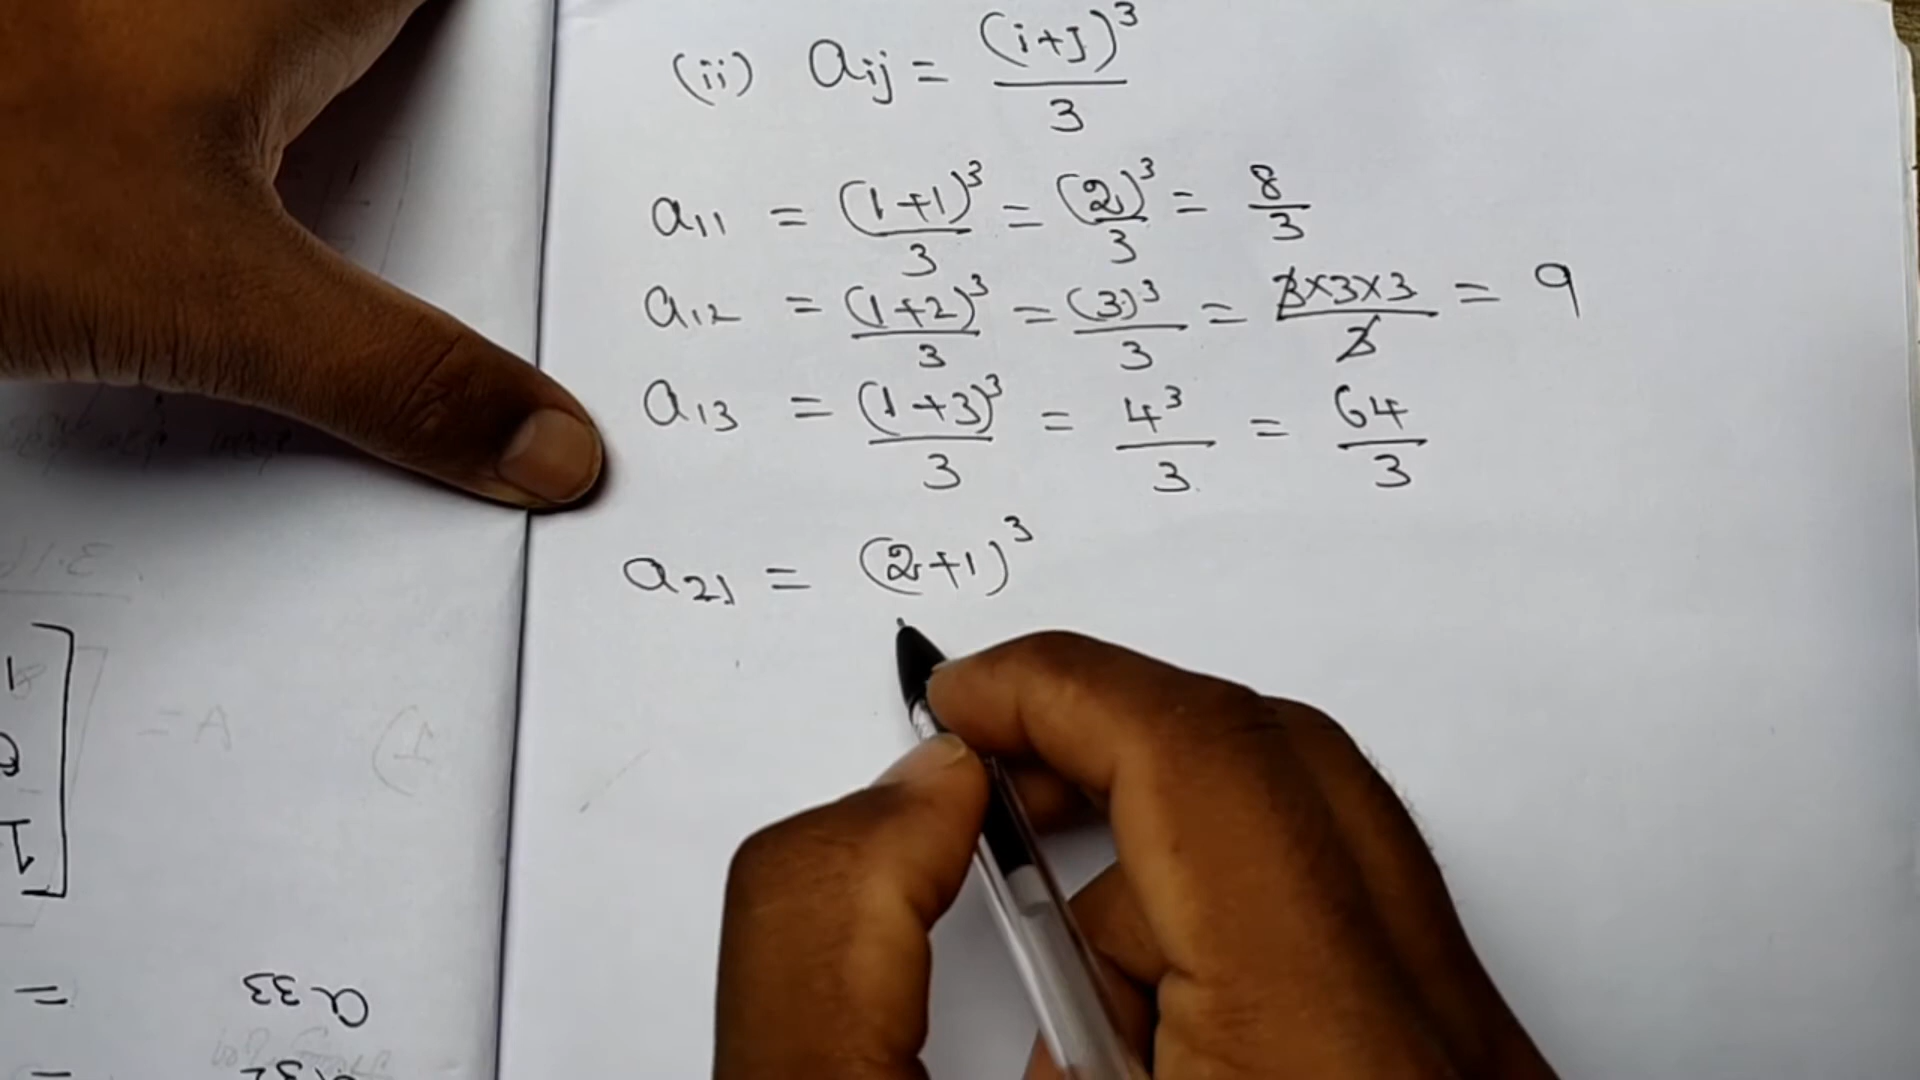 (ii) aij = (i+j)³/3
a11 = (1+1)³/3 = (2)³/3 = 8/3
a12 = (1+2)³/3 = (3)³/3 = 3×3×3/3 = 9
a13 = (1+3)³/3 = 4³/3 = 64/3
a21 = (2+1)³
a33 =